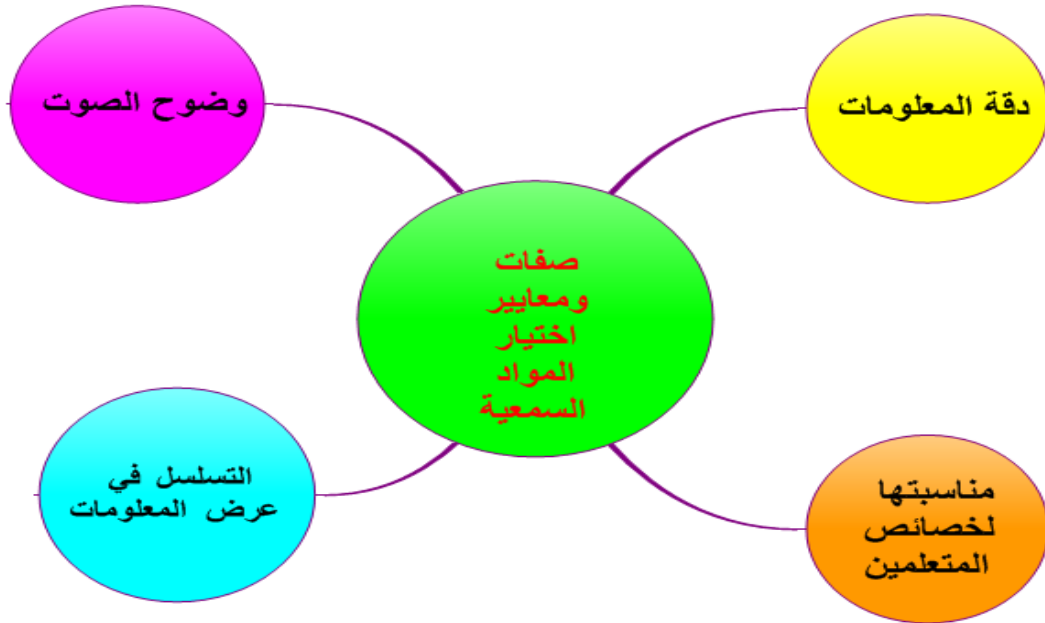 دقة المعلومات
وضوح الصوت
صفات
ومعايير
اختيار
المواد
السمعية
مناسبتها
لخصائص
المتعلمين
التسلسل في
عرض المعلومات